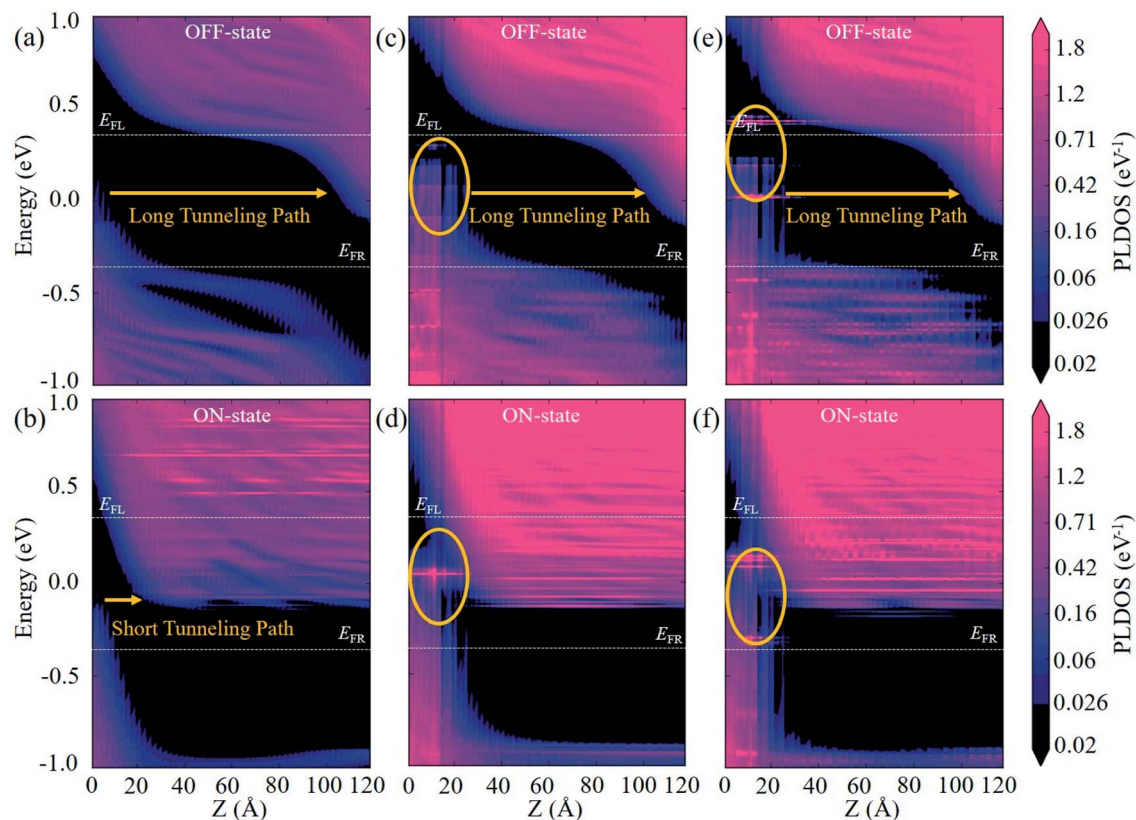 (a)
OFF-state
(c)
OFF-state
(e)
OFF-state
1.0
0.5
0.0
-0.5
-1.0
Energy (eV)
E_FL
Long Tunneling Path
E_FR
E_FL
Long Tunneling Path
E_FR
E_FL
Long Tunneling Path
E_FR
1.8
1.2
0.71
0.42
0.16
0.06
0.026
0.02
PLDOS (eV⁻¹)
(b)
ON-state
(d)
ON-state
(f)
ON-state
1.0
0.5
0.0
-0.5
-1.0
Energy (eV)
E_FL
Short Tunneling Path
E_FR
E_FL
E_FR
E_FL
E_FR
1.8
1.2
0.71
0.42
0.16
0.06
0.026
0.02
PLDOS (eV⁻¹)
0 20 40 60 80 100 120
0 20 40 60 80 100 120
0 20 40 60 80 100 120
Z (Å)
Z (Å)
Z (Å)